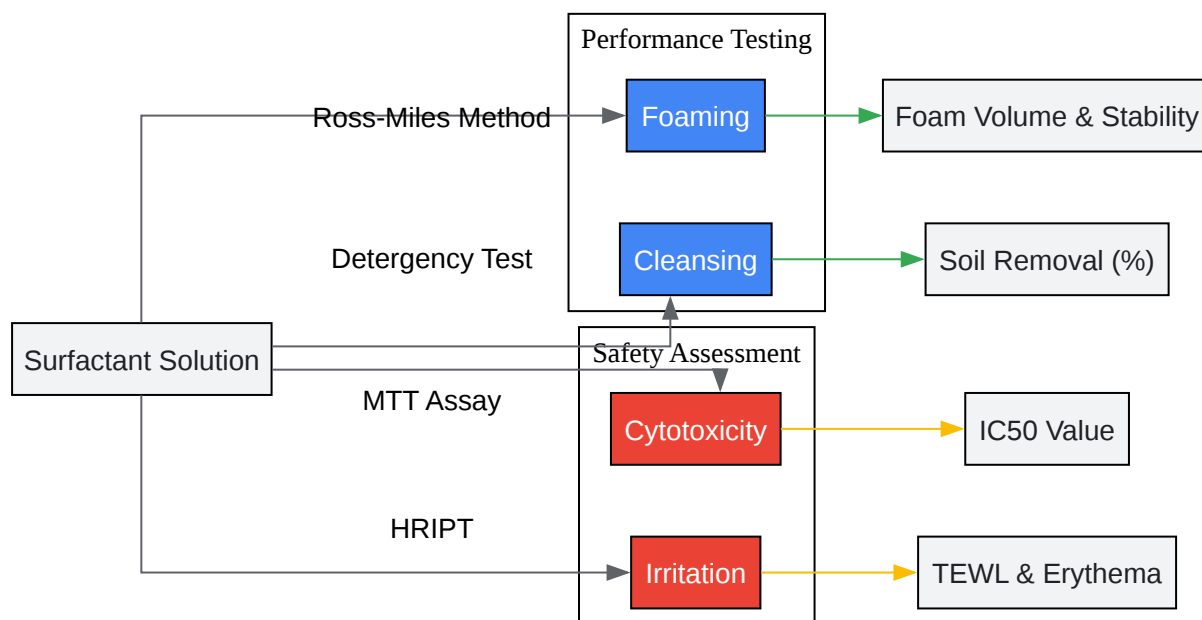 Performance Testing
Ross-Miles Method
Foaming
Foam Volume & Stability
Detergency Test
Cleansing
Soil Removal (%)
Surfactant Solution
Safety Assessment
MTT Assay
Cytotoxicity
IC50 Value
HRIPT
Irritation
TEWL & Erythema